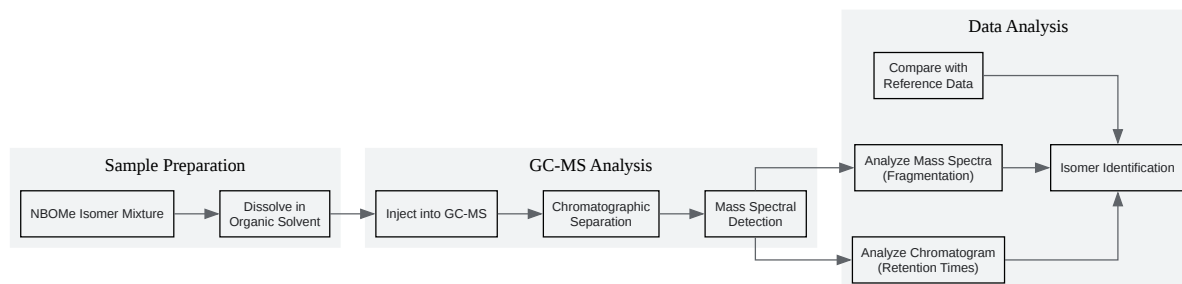 Data Analysis
Compare with
Reference Data
Sample Preparation
GC-MS Analysis
NBOMe Isomer Mixture
Dissolve in
Organic Solvent
Inject into GC-MS
Chromatographic
Separation
Mass Spectral
Detection
Analyze Mass Spectra
(Fragmentation)
Isomer Identification
Analyze Chromatogram
(Retention Times)